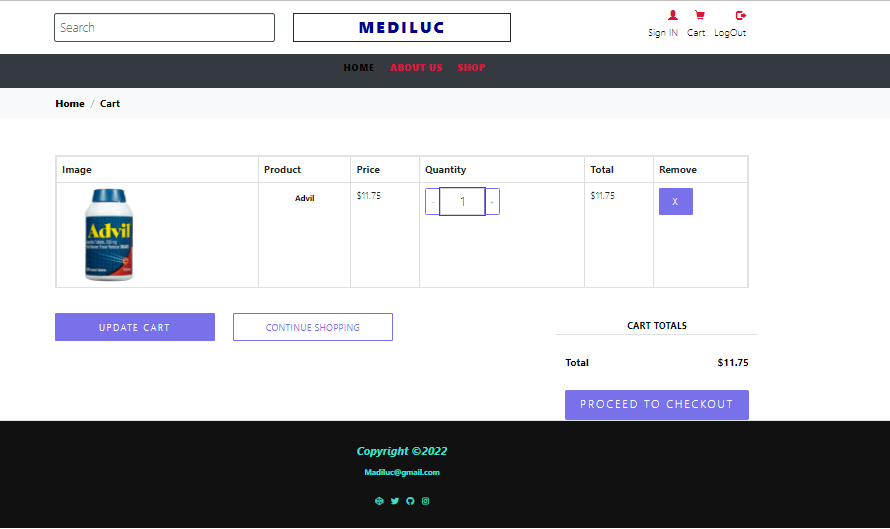 Search
MEDILUC
Sign IN Cart LogOut
HOME ABOUT US SHOP
Home / Cart
Image Product Price Quantity Total Remove
Advil
Advil $11.75 - 1 + $11.75 X
UPDATE CART CONTINUE SHOPPING
CART TOTALS
Total $11.75
PROCEED TO CHECKOUT
Copyright ©2022
Madiluc@gmail.com